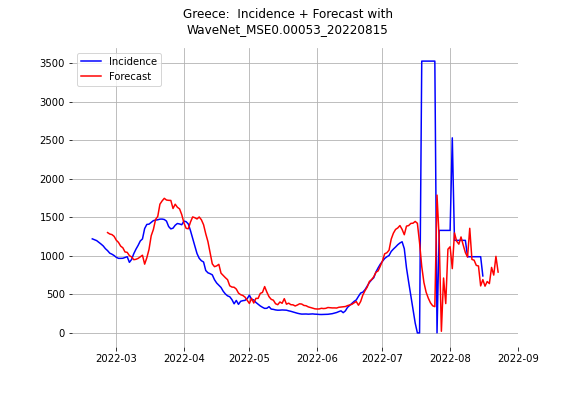 Greece:  Incidence + Forecast with
WaveNet_MSE0.00053_20220815
Incidence
Forecast
3500
3000
2500
2000
1500
1000
500
0
2022-03 2022-04 2022-05 2022-06 2022-07 2022-08 2022-09